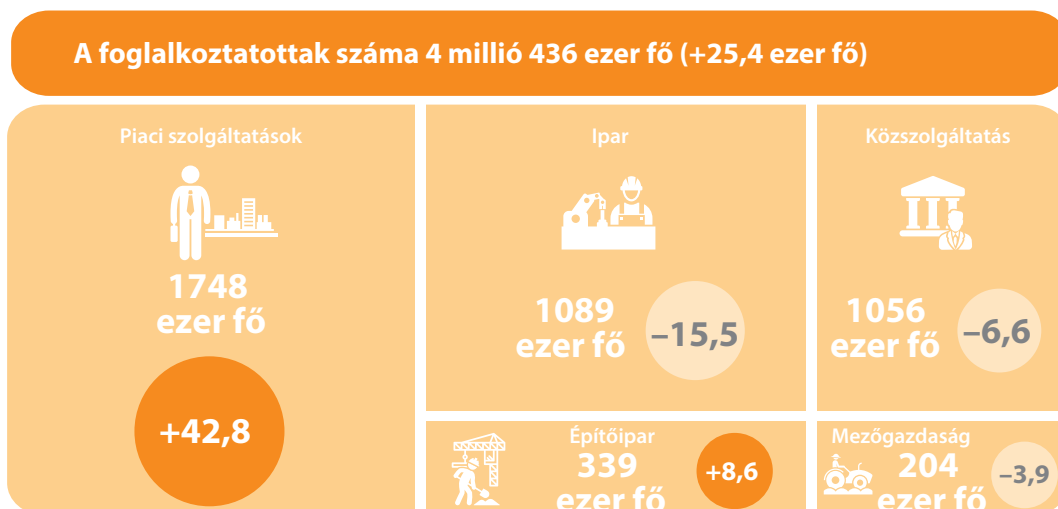 A foglalkoztatottak száma 4 millió 436 ezer fő (+25,4 ezer fő)
Piaci szolgáltatások
1748
ezer fő
+42,8
Ipar
1089
ezer fő
–15,5
Közszolgáltatás
1056
ezer fő
–6,6
Építőipar
339
ezer fő
+8,6
Mezőgazdaság
204
ezer fő
–3,9